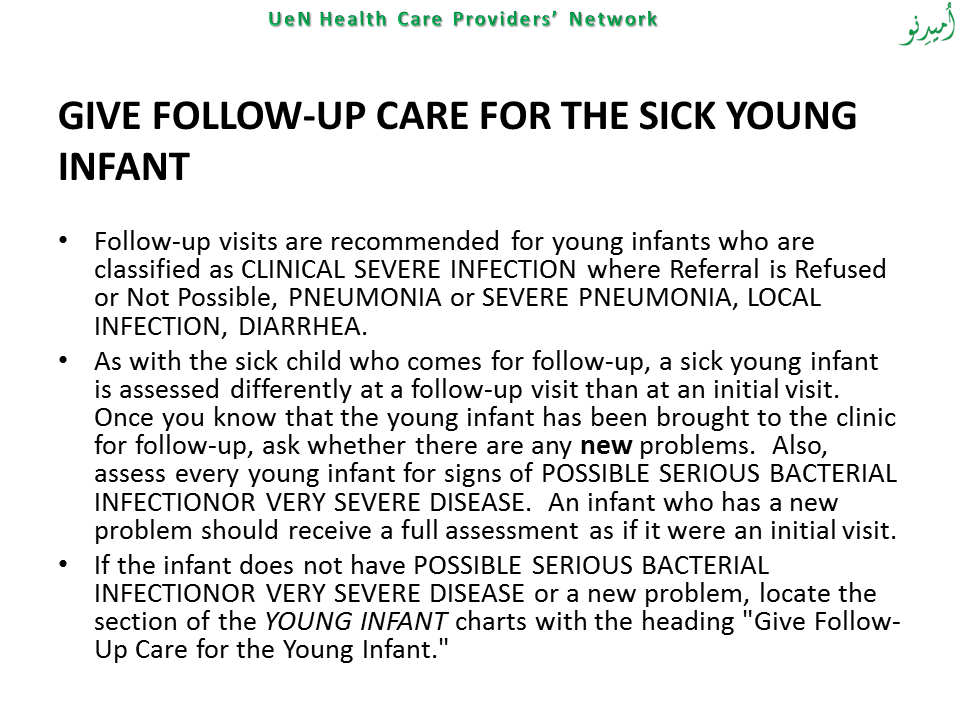 UeN Health Care Providers’ Network
اُميدِنو
GIVE FOLLOW-UP CARE FOR THE SICK YOUNG
INFANT
• Follow-up visits are recommended for young infants who are
classified as CLINICAL SEVERE INFECTION where Referral is Refused
or Not Possible, PNEUMONIA or SEVERE PNEUMONIA, LOCAL
INFECTION, DIARRHEA.
• As with the sick child who comes for follow-up, a sick young infant
is assessed differently at a follow-up visit than at an initial visit.
Once you know that the young infant has been brought to the clinic
for follow-up, ask whether there are any new problems. Also,
assess every young infant for signs of POSSIBLE SERIOUS BACTERIAL
INFECTIONOR VERY SEVERE DISEASE. An infant who has a new
problem should receive a full assessment as if it were an initial visit.
• If the infant does not have POSSIBLE SERIOUS BACTERIAL
INFECTIONOR VERY SEVERE DISEASE or a new problem, locate the
section of the YOUNG INFANT charts with the heading "Give Follow-
Up Care for the Young Infant."